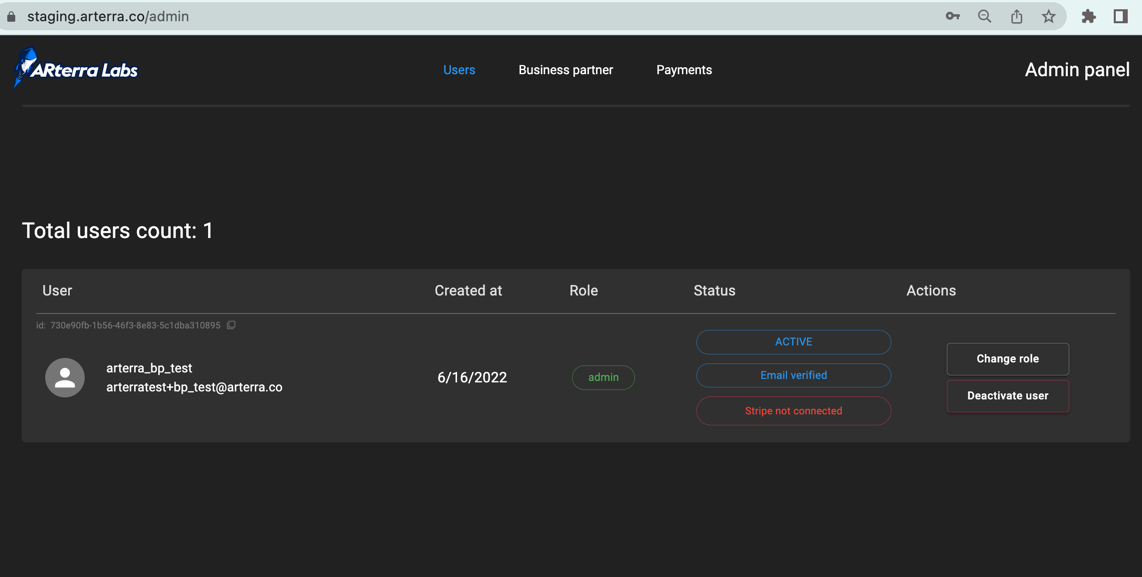 staging.arterra.co/admin
ARterra Labs
Users
Business partner
Payments
Admin panel
Total users count: 1
User
Created at
Role
Status
Actions
id: 730e90fb-1b56-46f3-8e83-5c1dba310895
arterra_bp_test
arterratest+bp_test@arterra.co
6/16/2022
admin
ACTIVE
Email verified
Stripe not connected
Change role
Deactivate user